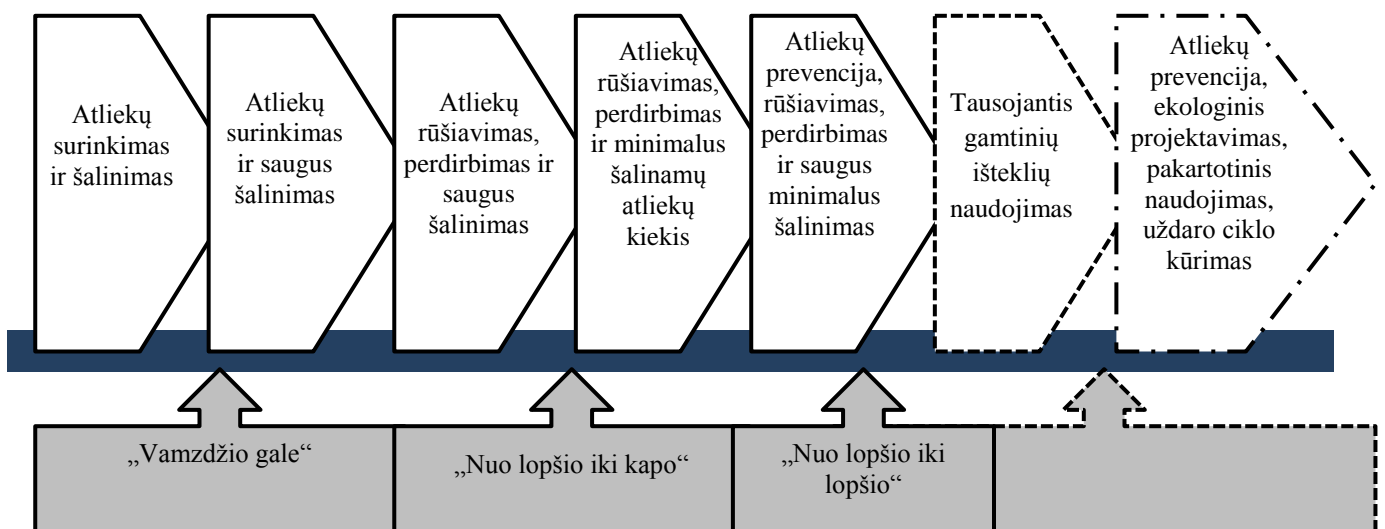 Atliekų
surinkimas
ir šalinimas
Atliekų
surinkimas
ir saugus
šalinimas
Atliekų
rūšiavimas,
perdirbimas ir
saugus
šalinimas
Atliekų
rūšiavimas,
perdirbimas
ir minimalus
šalinamų
atliekų
kiekis
Atliekų
prevencija,
rūšiavimas,
perdirbimas
ir saugus
minimalus
šalinimas
Tausojantis
gamtinių
išteklių
naudojimas
Atliekų
prevencija,
ekologinis
projektavimas,
pakartotinis
naudojimas,
uždaro ciklo
kūrimas
„Vamzdžio gale“
„Nuo lopšio iki kapo“
„Nuo lopšio iki
lopšio“